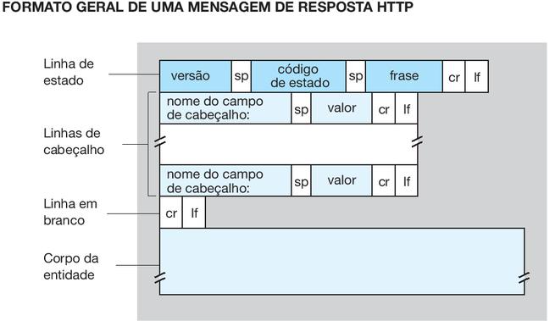 FORMATO GERAL DE UMA MENSAGEM DE RESPOSTA HTTP
Linha de
estado
versão sp código
de estado sp frase cr lf
Linhas de
cabeçalho
nome do campo
de cabeçalho: sp valor cr lf
nome do campo
de cabeçalho: sp valor cr lf
Linha em
branco
cr lf
Corpo da
entidade